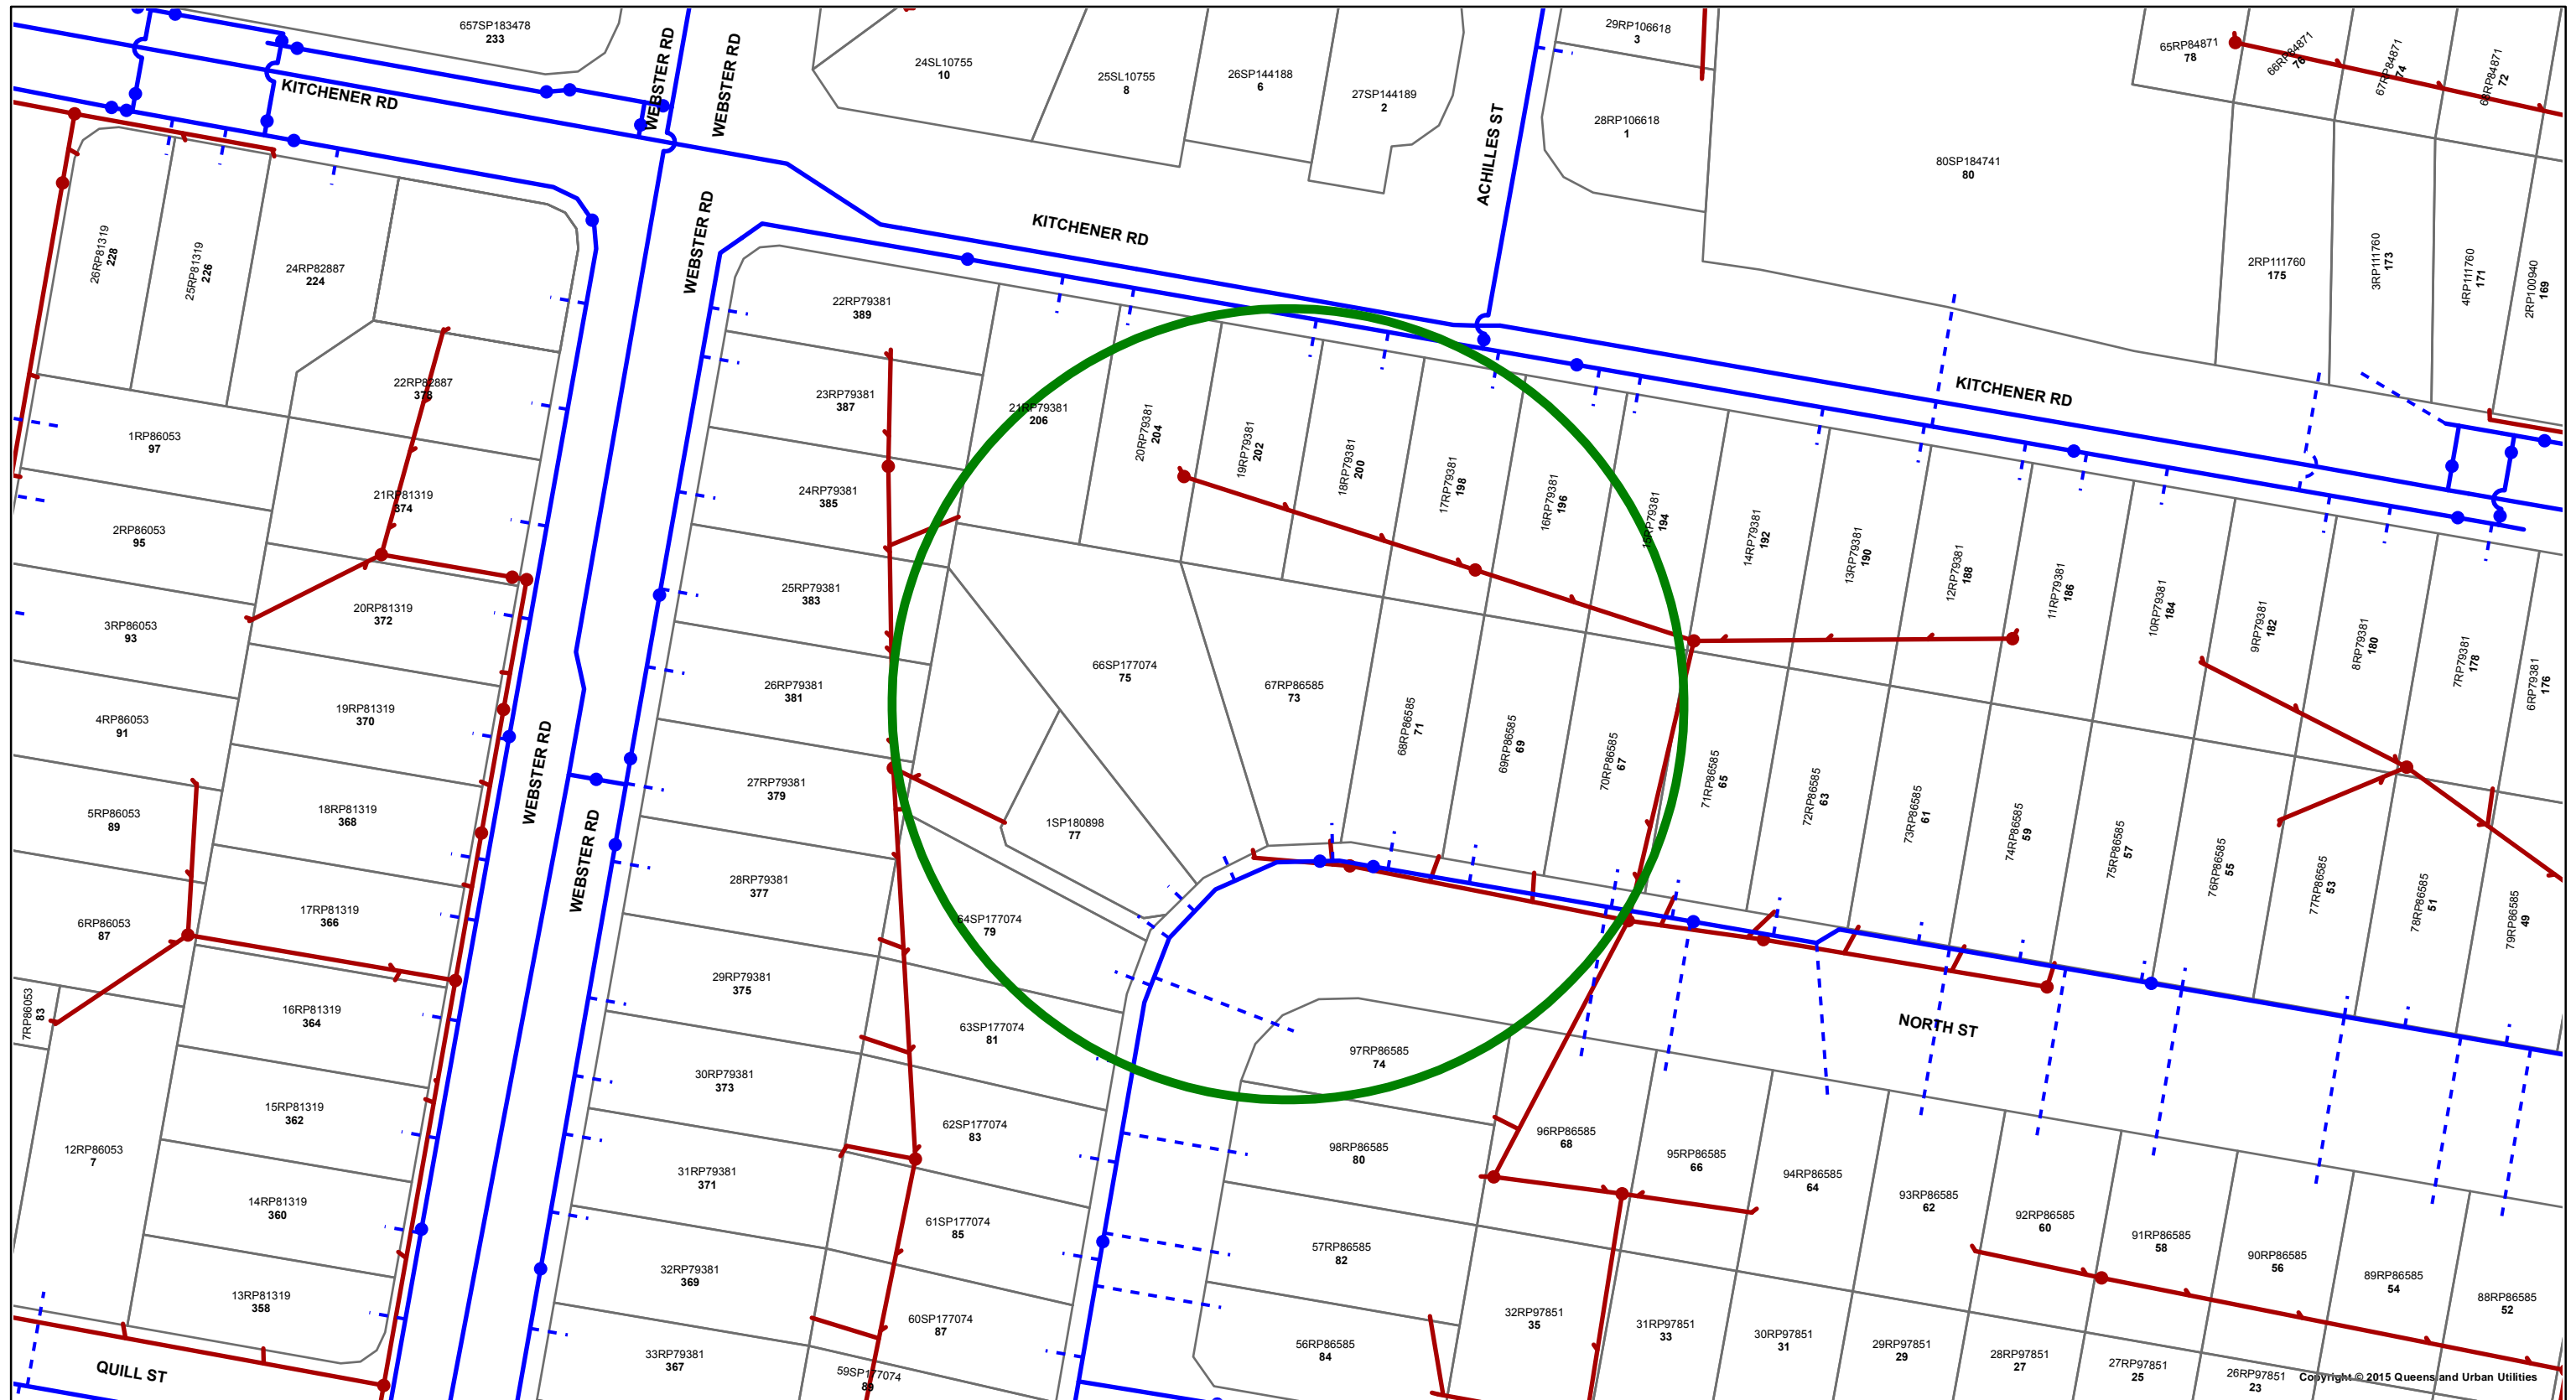 657SP183478
233
WEBSTER RD
WEBSTER RD
24SL10755
10
25SL10755
8
26SP144188
6
27SP144189
2
29RP106618
3
28RP106618
1
65RP84871
78
66RP84871
76
67RP84871
74
68RP84871
72
KITCHENER RD
ACHILLES ST
80SP184741
80
26RP81319
228
25RP81319
226
24RP82887
224
WEBSTER RD
KITCHENER RD
2RP111760
175
3RP111760
173
4RP111760
171
2RP100940
169
22RP79381
389
22RP82887
378
23RP79381
387
21RP79381
206
20RP79381
204
19RP79381
202
18RP79381
200
17RP79381
198
16RP79381
196
15RP79381
194
14RP79381
192
13RP79381
190
12RP79381
188
11RP79381
186
10RP79381
184
9RP79381
182
8RP79381
180
7RP79381
178
6RP79381
176
KITCHENER RD
1RP86053
97
21RP81319
374
24RP79381
385
2RP86053
95
20RP81319
372
25RP79381
383
3RP86053
93
66SP177074
75
67RP86585
73
26RP81319
381
68RP86585
71
69RP86585
69
70RP86585
67
71RP86585
65
72RP86585
63
73RP86585
61
74RP86585
59
75RP86585
57
76RP86585
55
77RP86585
53
78RP86585
51
79RP86585
49
4RP86053
91
19RP81319
370
WEBSTER RD
27RP79381
379
5RP86053
89
18RP81319
368
WEBSTER RD
1SP180898
77
28RP79381
377
6RP86053
87
17RP81319
366
64SP177074
79
29RP79381
375
7RP86053
83
16RP81319
364
63SP177074
81
97RP86585
74
NORTH ST
30RP79381
373
15RP81319
362
62SP177074
83
98RP86585
80
96RP86585
68
95RP86585
66
94RP86585
64
93RP86585
62
92RP86585
60
91RP86585
58
90RP86585
56
89RP86585
54
88RP86585
52
12RP86053
7
31RP79381
371
14RP81319
360
61SP177074
85
57RP86585
82
32RP79381
369
13RP81319
358
60SP177074
87
32RP97851
35
31RP97851
33
30RP97851
31
29RP97851
29
28RP97851
27
27RP97851
25
26RP97851
23
56RP86585
84
33RP79381
367
59SP177074
89
QUILL ST
Copyright © 2015 Queensland Urban Utilities